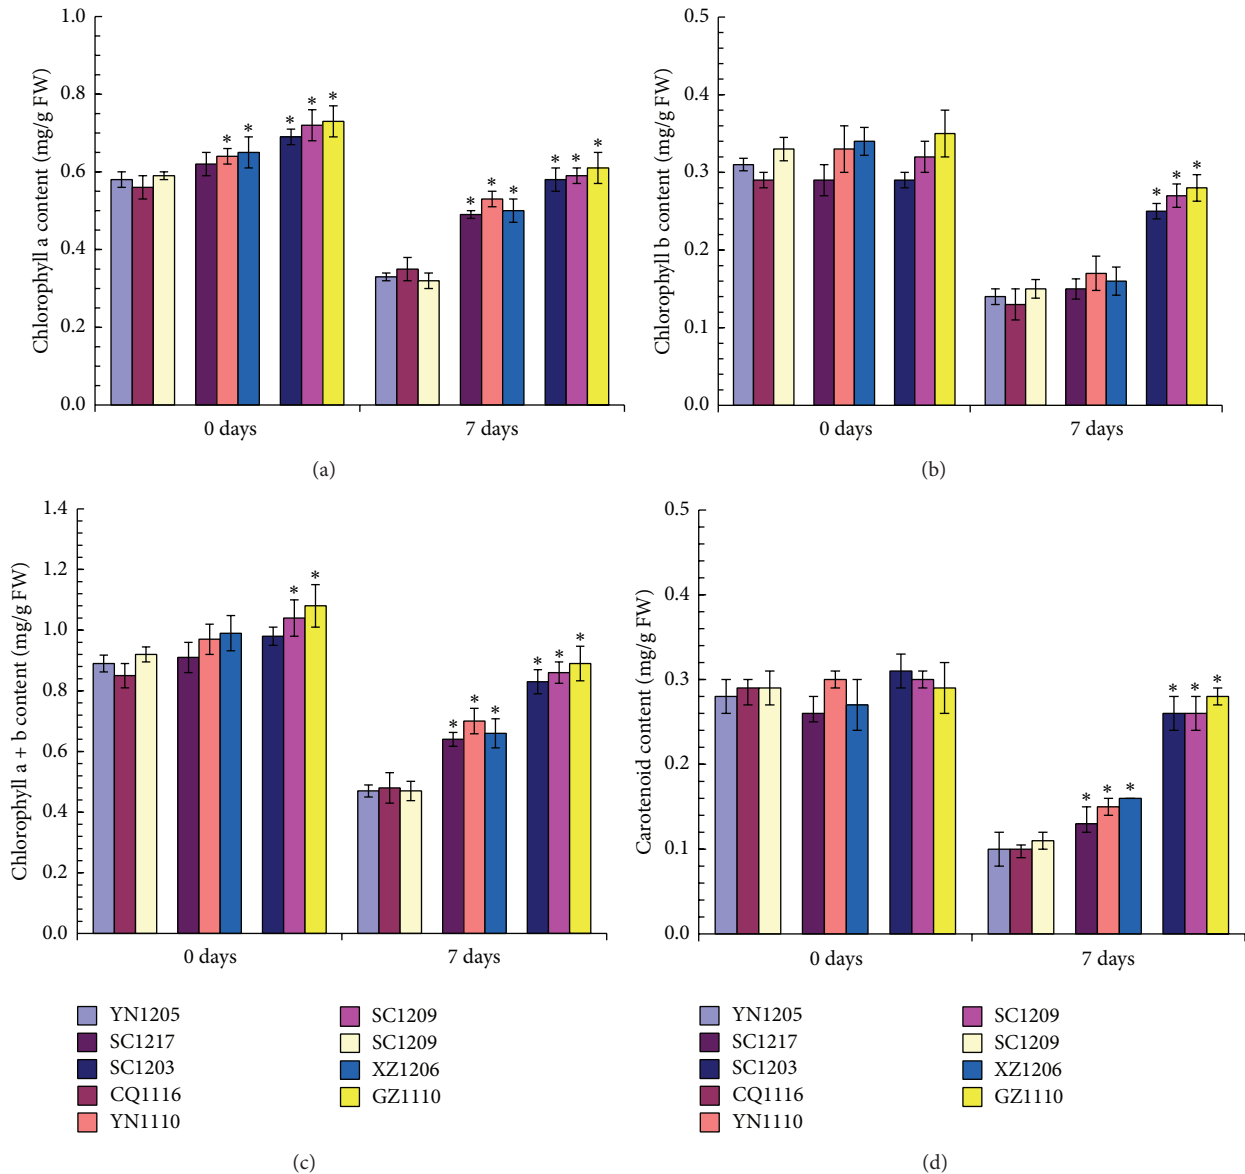 1.0
0.8
0.6
0.4
0.2
0.0
Chlorophyll a content (mg/g FW)
* * * * * * * * * * *
0 days
7 days
(a)
0.5
0.4
0.3
0.2
0.1
0.0
Chlorophyll b content (mg/g FW)
* * *
0 days
7 days
(b)
1.4
1.2
1.0
0.8
0.6
0.4
0.2
0.0
Chlorophyll a + b content (mg/g FW)
* * * * * * * *
0 days
7 days
YN1205
SC1217
SC1203
CQ1116
YN1110
SC1209
SC1209
XZ1206
GZ1110
(c)
0.5
0.4
0.3
0.2
0.1
0.0
Carotenoid content (mg/g FW)
* * * * * *
0 days
7 days
YN1205
SC1217
SC1203
CQ1116
YN1110
SC1209
SC1209
XZ1206
GZ1110
(d)